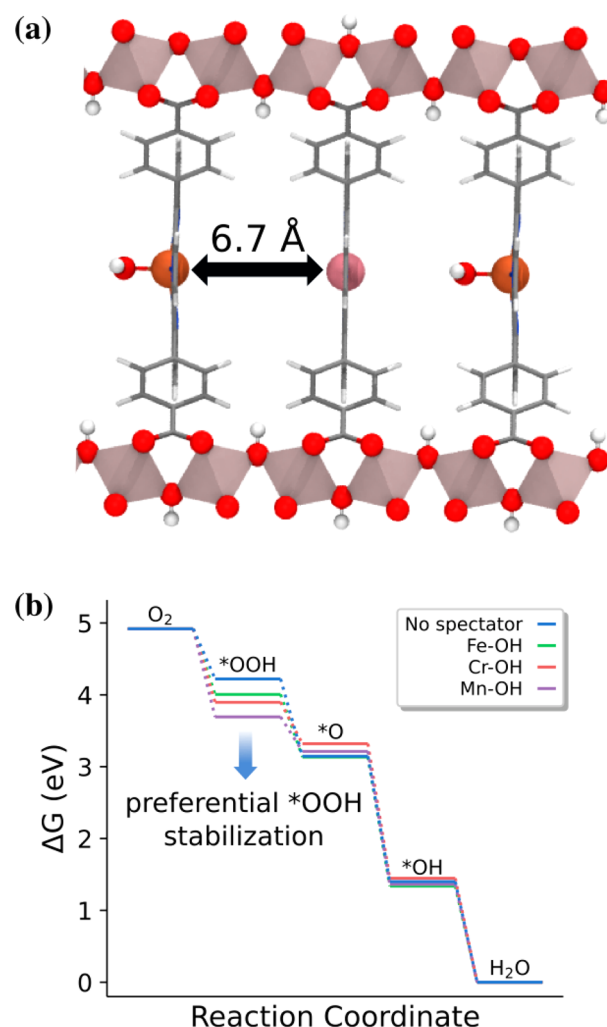 (a)
6.7 Å
(b)
5
4
3
2
1
0
ΔG (eV)
O₂
*OOH
*O
*OH
H₂O
No spectator
Fe-OH
Cr-OH
Mn-OH
preferential *OOH
stabilization
Reaction Coordinate